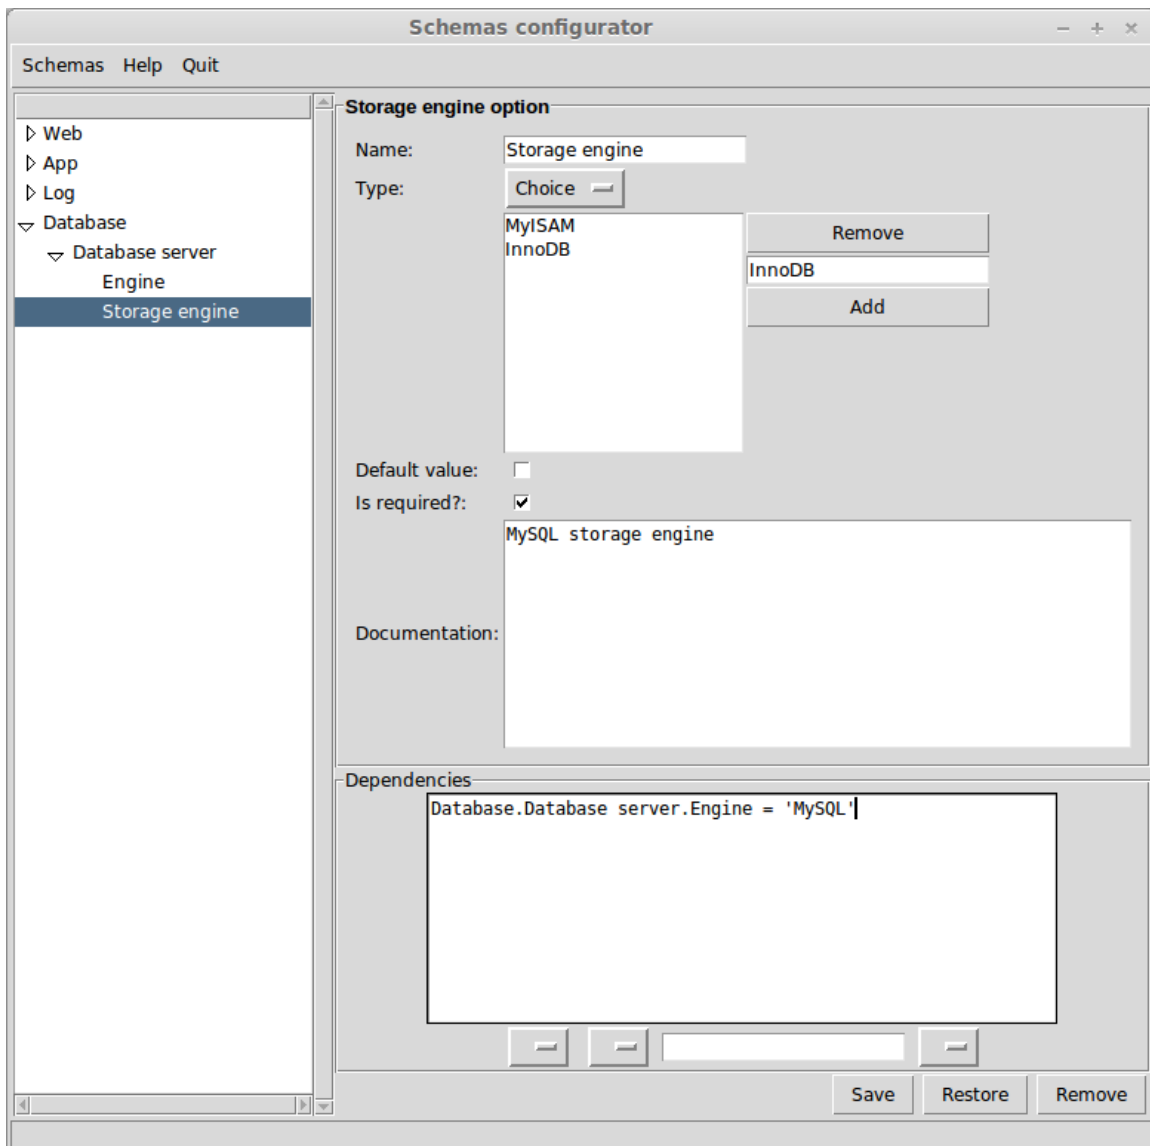 Schemas configurator
Schemas Help Quit
Web
App
Log
Database
Database server
Engine
Storage engine
Storage engine option
Name: Storage engine
Type: Choice
MyISAM
InnoDB
Remove
InnoDB
Add
Default value:
Is required?:
Documentation:
MySQL storage engine
Dependencies
Database.Database server.Engine = 'MySQL'
Save Restore Remove